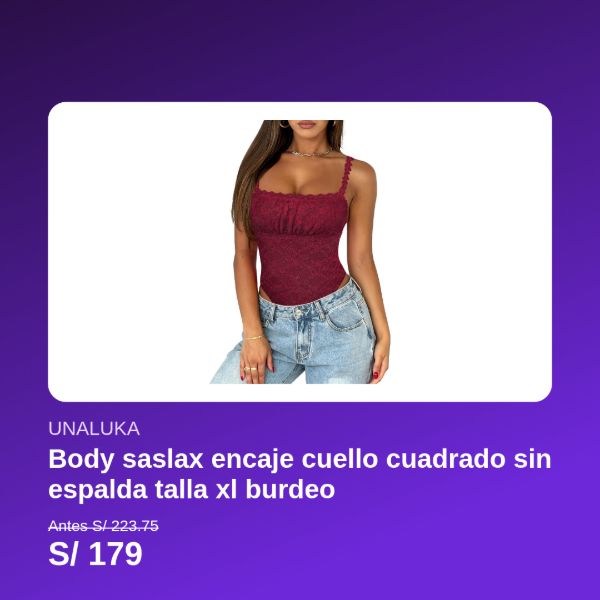 UNALUKA
Body saslax encaje cuello cuadrado sin
espalda talla xl burdeo
Antes S/ 223.75
S/ 179